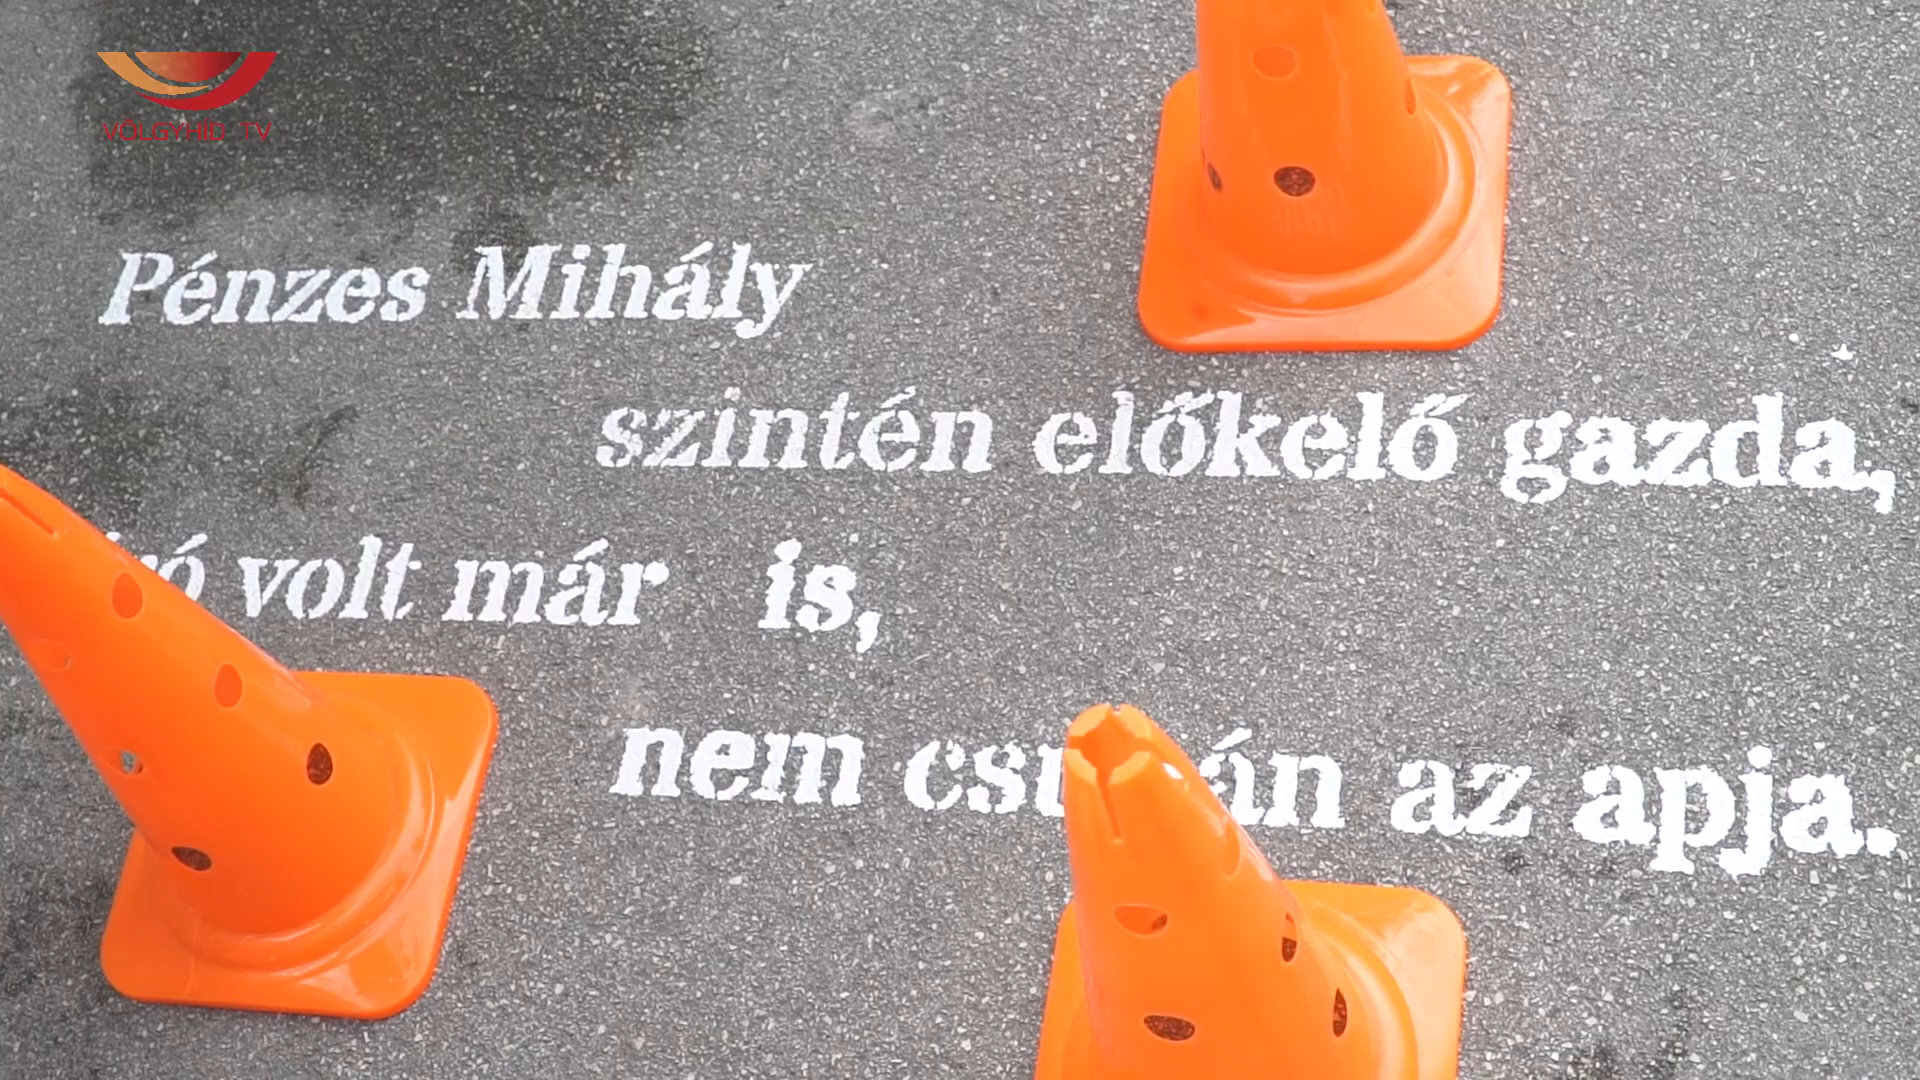 VÖLGYHÍD TV
Pénzes Mihály
szintén előkelő gazda,
volt már is,
nem az apja.